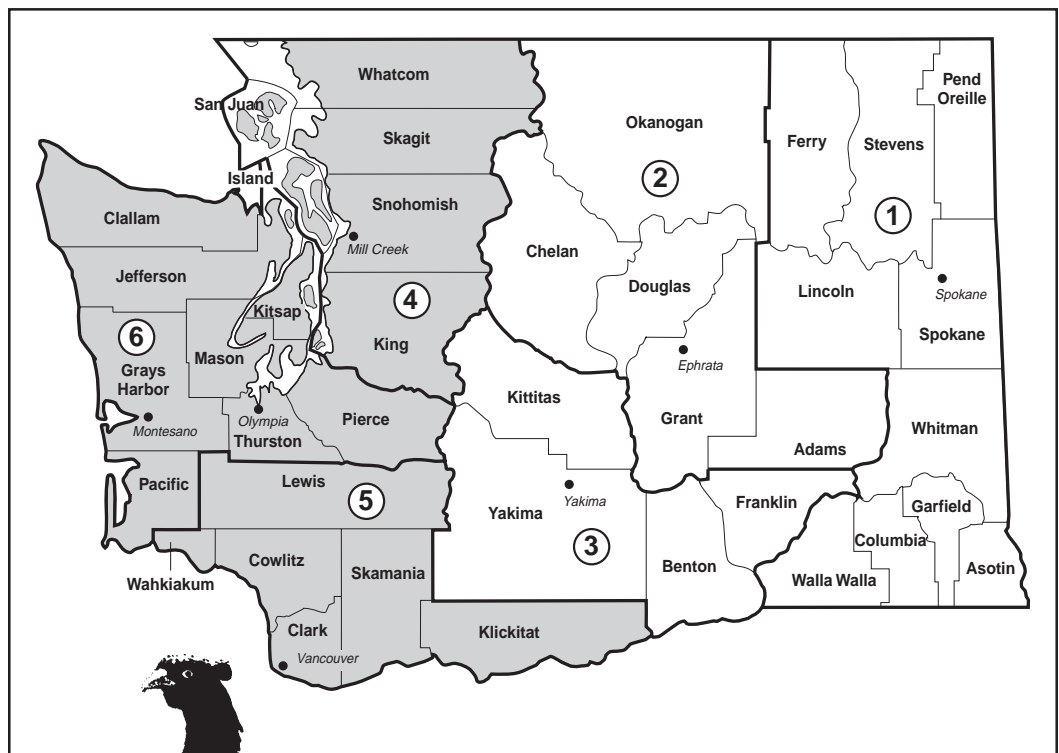 Whatcom
San Juan
Skagit
Island
Snohomish
Mill Creek
Clallam
Jefferson
Kitsap
4
King
6
Mason
Grays
Harbor
Montesano
Olympia
Thurston
Pierce
Pacific
Lewis
5
Wahkiakum
Cowlitz
Skamania
Clark
Vancouver
Klickitat
Okanogan
2
Chelan
Douglas
Ephrata
Grant
Kittitas
Adams
Yakima
Yakima
3
Benton
Franklin
Walla Walla
Ferry
Stevens
Pend
Oreille
1
Lincoln
Spokane
Spokane
Whitman
Garfield
Columbia
Asotin